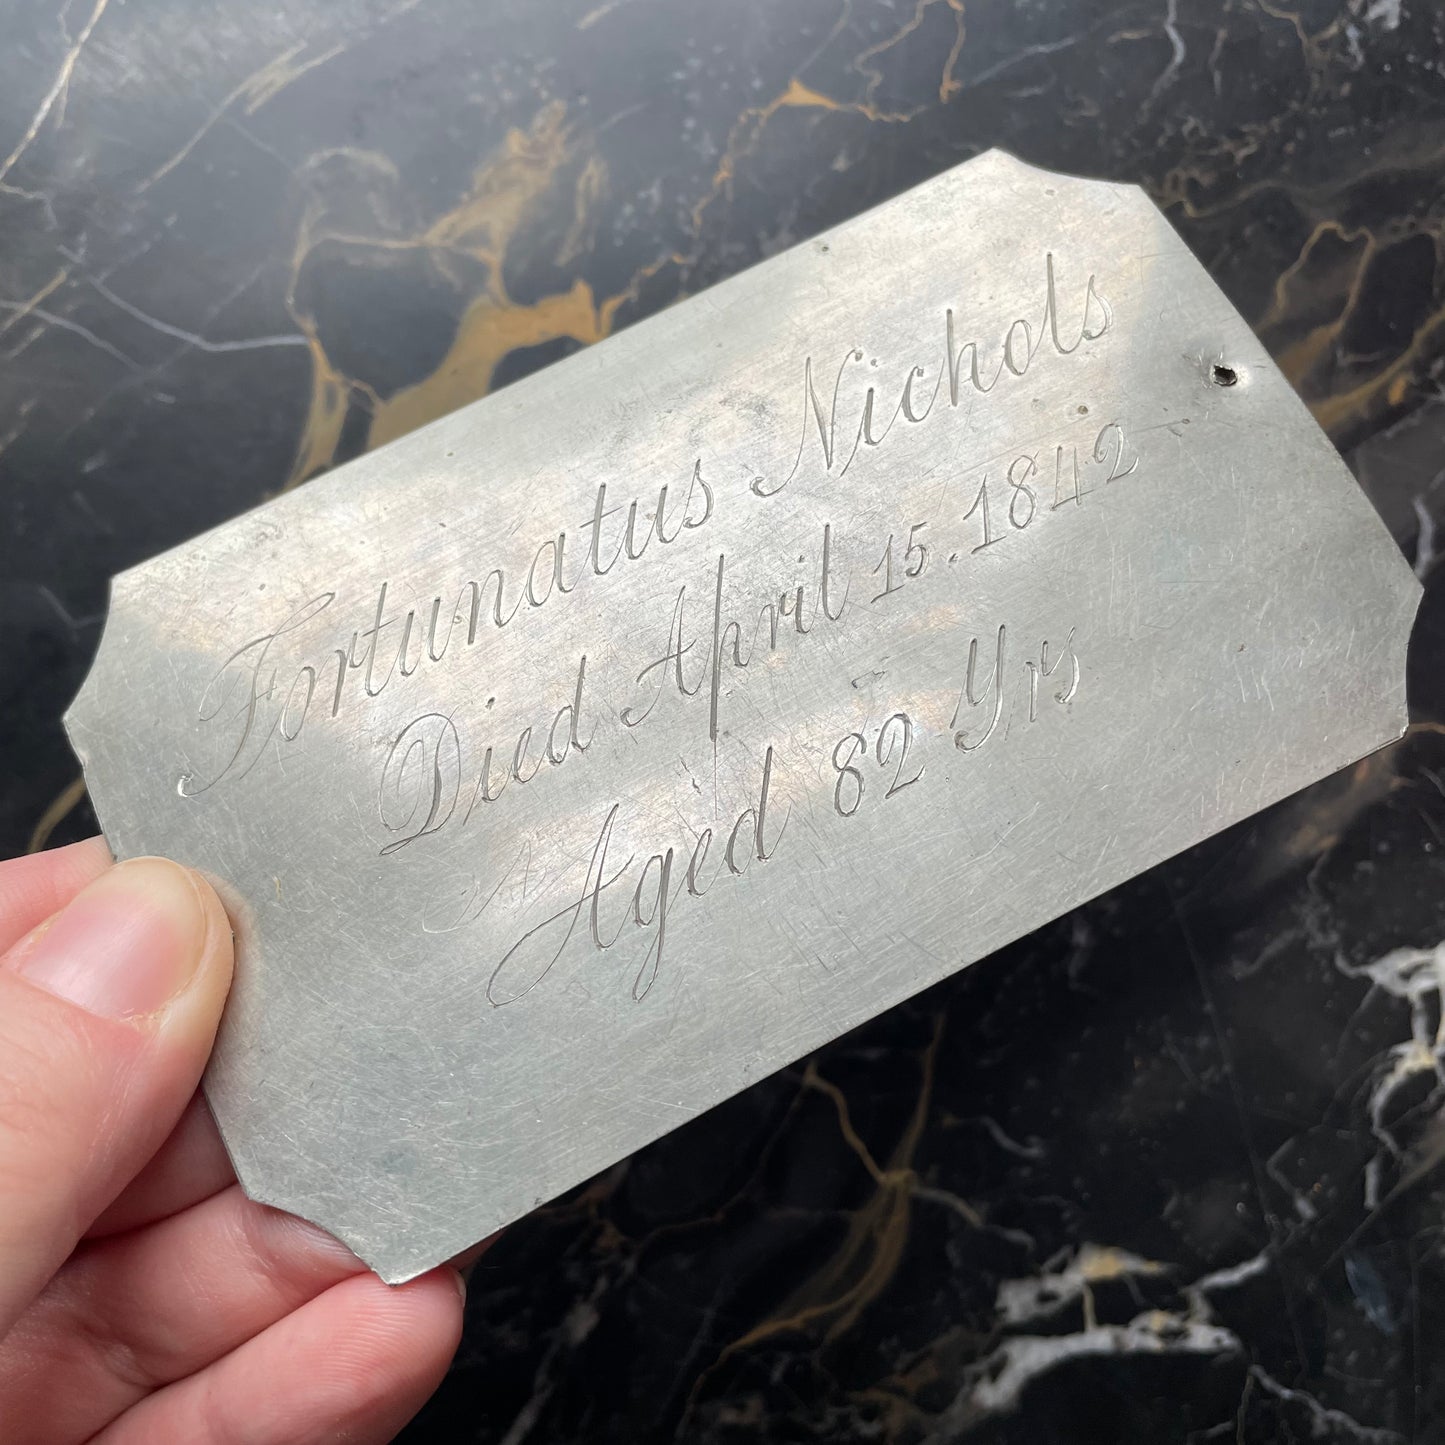 Fortunatus Nichols
Died April 15. 1842
Aged 82 Yrs